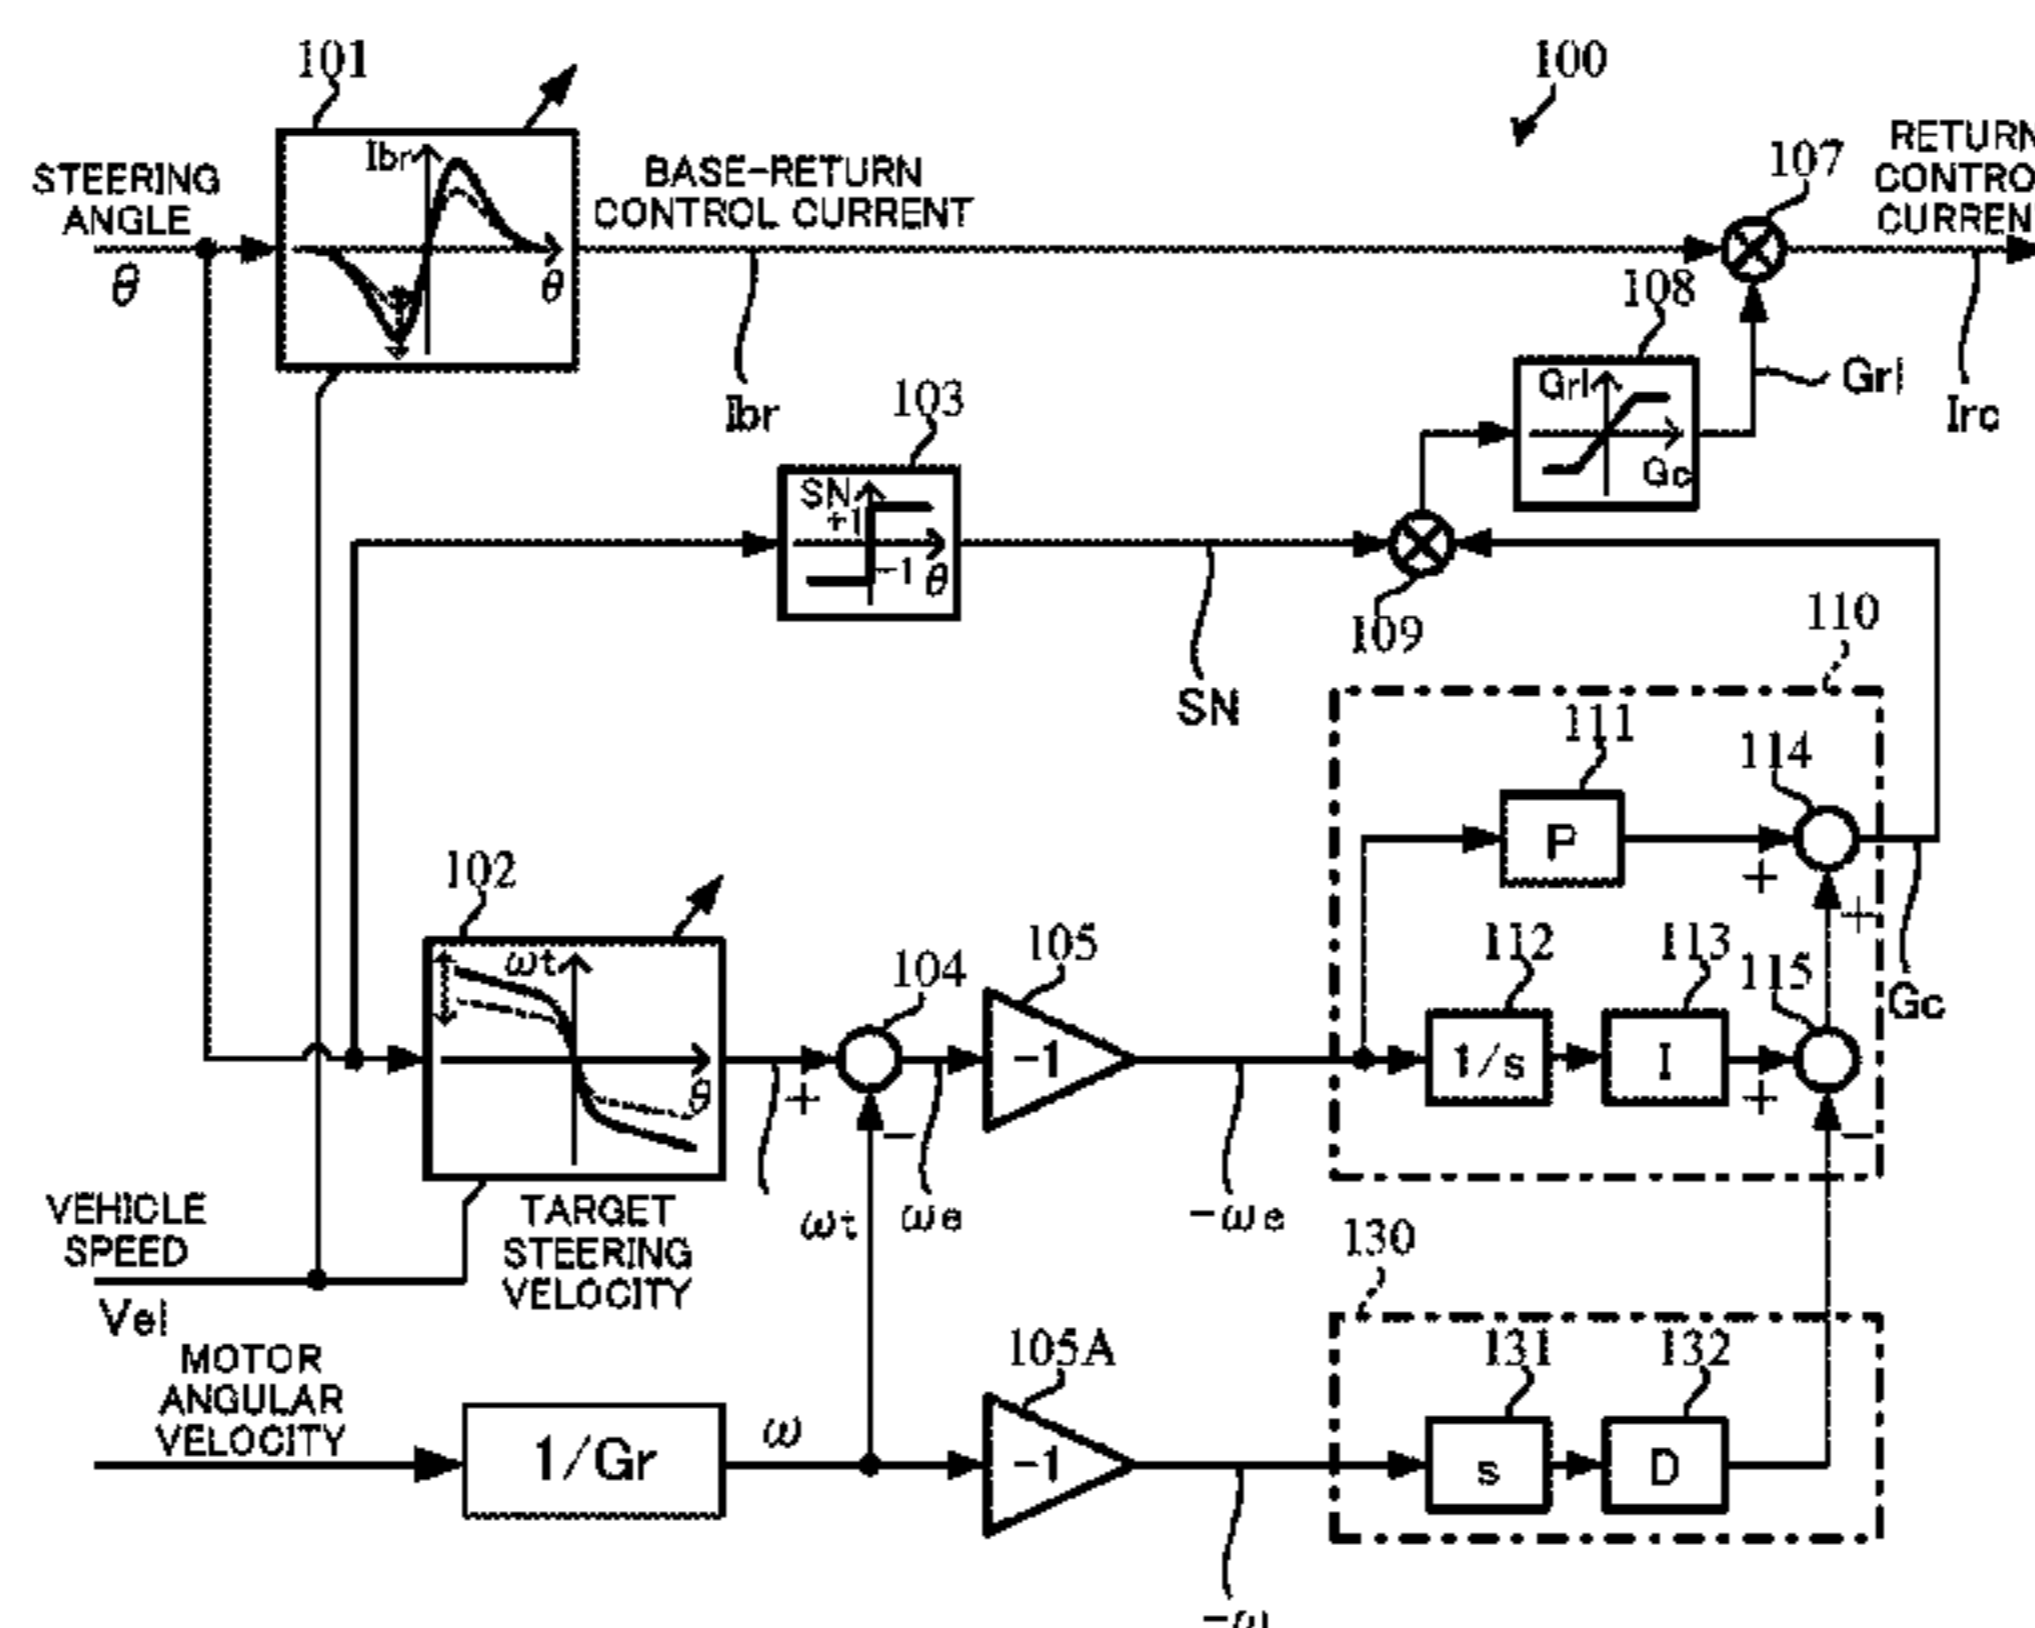 101
100
Ibr
θ
STEERING
ANGLE
θ
BASE-RETURN
CONTROL CURRENT
Ibr
107
RETURN
CONTRO
CURREN
108
Grl
Gc
Grl
Irc
103
SN
+1
-1
θ
109
SN
110
111
P
114
+
+
112
1/s
113
I
115
+
-
Gc
102
ωt
θ
104
+
-
105
-1
ωt
ωe
-ωe
VEHICLE
SPEED
Vel
TARGET
STEERING
VELOCITY
130
MOTOR
ANGULAR
VELOCITY
1/Gr
ω
105A
-1
131
s
132
D
-ω